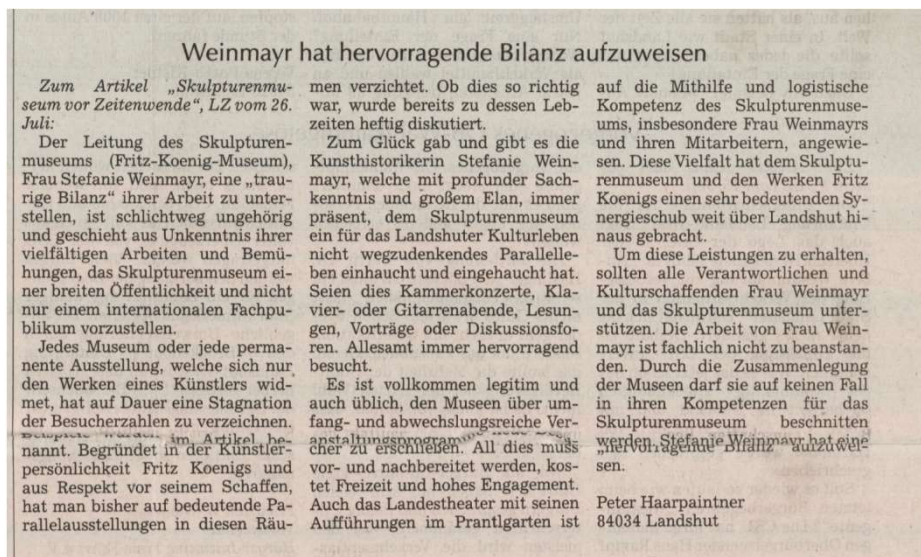 Weinmayr hat hervorragende Bilanz aufzuweisen
Zum Artikel „Skulpturenmu-
seum vor Zeitenwende“, LZ vom 26.
Juli:
Der Leitung des Skulpturen-
museums (Fritz-Koenig-Museum),
Frau Stefanie Weinmayr, eine „trau-
rige Bilanz“ ihrer Arbeit zu unter-
stellen, ist schlichtweg ungehörig
und geschieht aus Unkenntnis ihrer
vielfältigen Arbeiten und Bemü-
hungen, das Skulpturenmuseum ei-
ner breiten Öffentlichkeit und nicht
nur einem internationalen Fachpu-
blikum vorzustellen.
Jedes Museum oder jede perma-
nente Ausstellung, welche sich nur
den Werken eines Künstlers wid-
met, hat auf Dauer eine Stagnation
der Besucherzahlen zu verzeichnen.
Beispiele wurden im Artikel be-
nannt. Begründet in der Künstler-
persönlichkeit Fritz Koenigs und
aus Respekt vor seinem Schaffen,
hat man bisher auf bedeutende Pa-
rallelausstellungen in diesen Räu-
men verzichtet. Ob dies so richtig
war, wurde bereits zu dessen Leb-
zeiten heftig diskutiert.
Zum Glück gab und gibt es die
Kunsthistorikerin Stefanie Wein-
mayr, welche mit profunder Sach-
kenntnis und großem Elan, immer
präsent, dem Skulpturenmuseum
ein für das Landshuter Kulturleben
nicht wegzudenkendes Parallelle-
ben einhaucht und eingehaucht hat.
Seien dies Kammerkonzerte, Kla-
vier- oder Gitarrenabende, Lesun-
gen, Vorträge oder Diskussionsfo-
ren. Allesamt immer hervorragend
besucht.
Es ist vollkommen legitim und
auch üblich, den Museen über um-
fang- und abwechslungsreiche Ver-
anstaltungsprogramme neue Besu-
cher zu erschließen. All dies muss
vor- und nachbereitet werden, kos-
tet Freizeit und hohes Engagement.
Auch das Landestheater mit seinen
Aufführungen im Prantlgarten ist
auf die Mithilfe und logistische
Kompetenz des Skulpturenmuse-
ums, insbesondere Frau Weinmayrs
und ihren Mitarbeitern, angewie-
sen. Diese Vielfalt hat dem Skulptu-
renmuseum und den Werken Fritz
Koenigs einen sehr bedeutenden Sy-
nergieschub weit über Landshut hi-
naus gebracht.
Um diese Leistungen zu erhalten,
sollten alle Verantwortlichen und
Kulturschaffenden Frau Weinmayr
und das Skulpturenmuseum unter-
stützen. Die Arbeit von Frau Wein-
mayr ist fachlich nicht zu beanstan-
den. Durch die Zusammenlegung
der Museen darf sie auf keinen Fall
in ihren Kompetenzen für das
Skulpturenmuseum beschnitten
werden. Stefanie Weinmayr hat eine
„hervorragende Bilanz“ aufzuwei-
sen.
Peter Haarpaintner
84034 Landshut